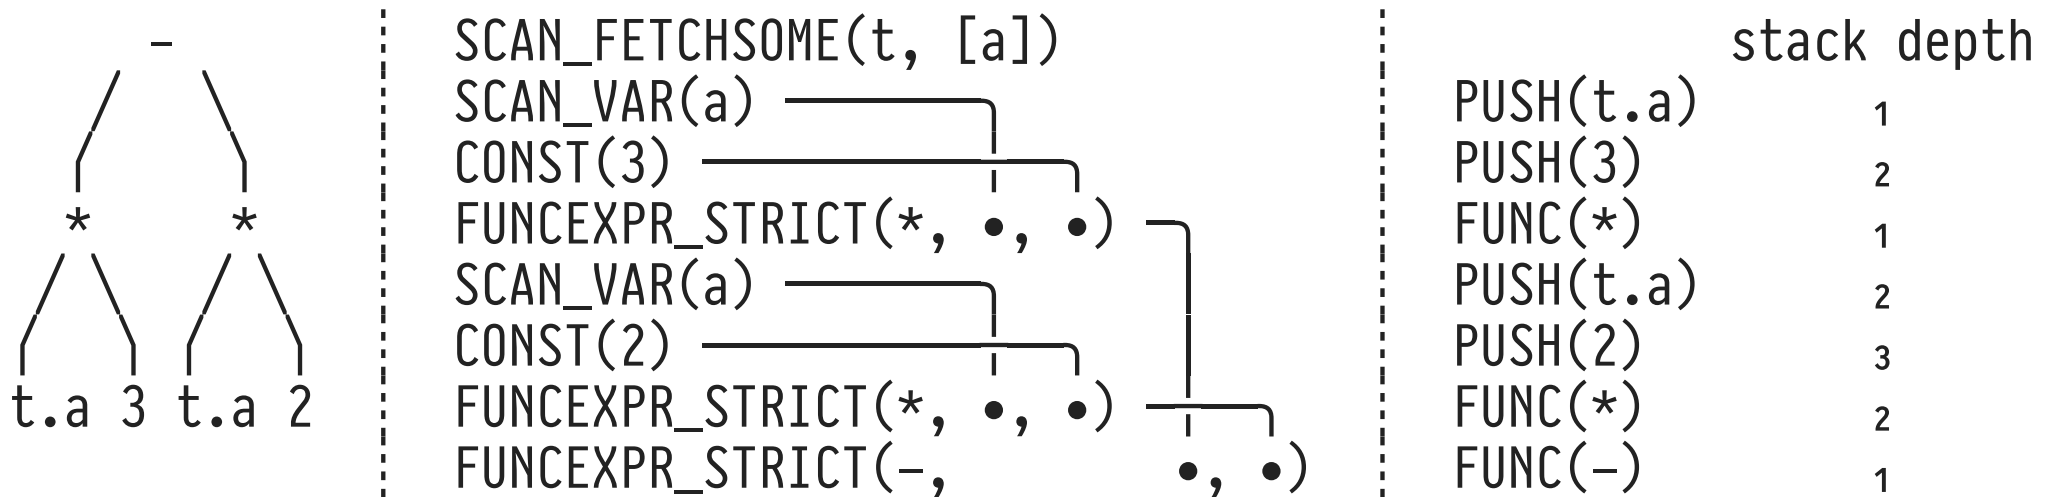 - SCAN_FETCHSOME(t, [a]) stack depth
SCAN_VAR(a) PUSH(t.a) 1
CONST(3) PUSH(3) 2
* * FUNCEXPR_STRICT(*, •, •) FUNC(*) 1
SCAN_VAR(a) PUSH(t.a) 2
CONST(2) PUSH(2) 3
t.a 3 t.a 2 FUNCEXPR_STRICT(*, •, •) FUNC(*) 2
FUNCEXPR_STRICT(-, •, •) FUNC(-) 1